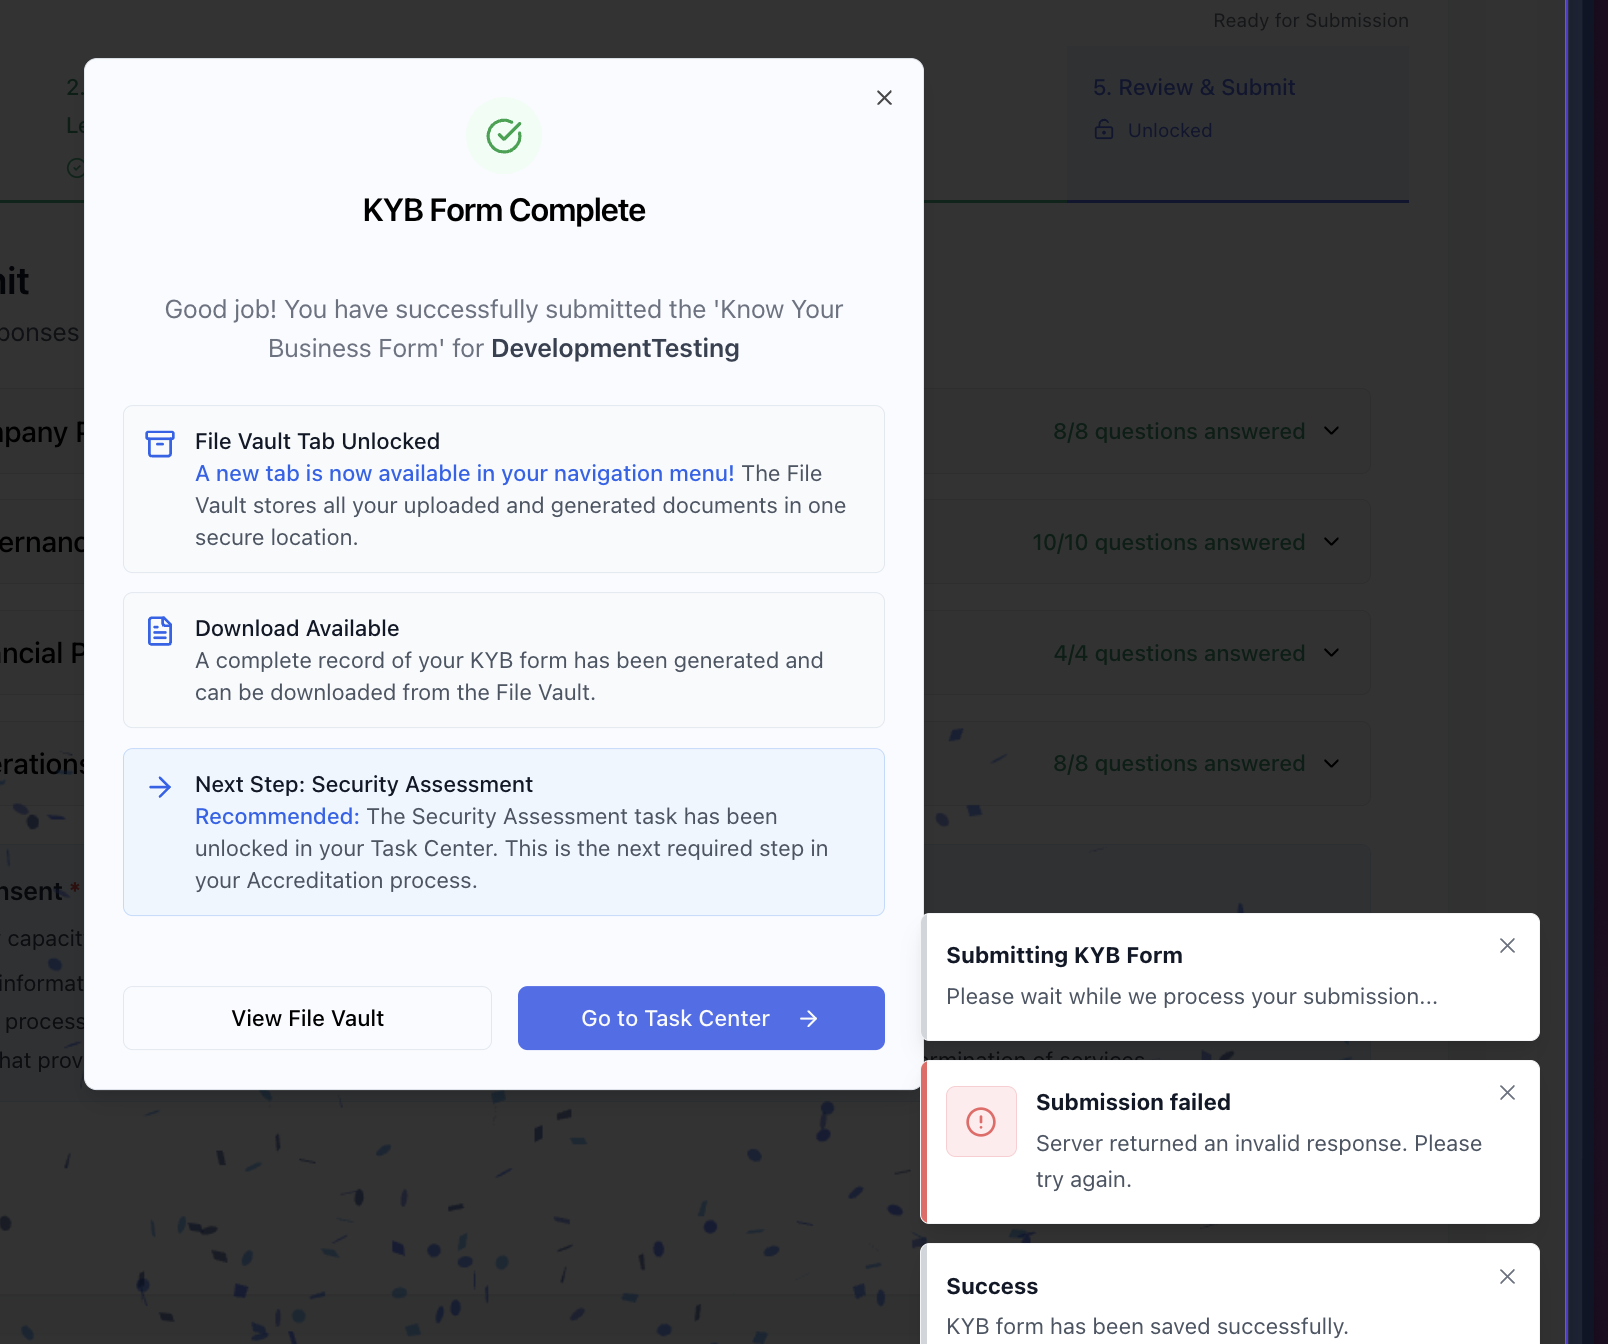 Ready for Submission
2.
Le
5. Review & Submit
Unlocked
KYB Form Complete
Good job! You have successfully submitted the 'Know Your
Business Form' for DevelopmentTesting
nit
ponses
mpany P
8/8 questions answered
ernanc
10/10 questions answered
ncial P
4/4 questions answered
erations
8/8 questions answered
File Vault Tab Unlocked
A new tab is now available in your navigation menu! The File
Vault stores all your uploaded and generated documents in one
secure location.
Download Available
A complete record of your KYB form has been generated and
can be downloaded from the File Vault.
Next Step: Security Assessment
Recommended: The Security Assessment task has been
unlocked in your Task Center. This is the next required step in
your Accreditation process.
nsent *
capacit
informat
process
hat prov
View File Vault
Go to Task Center
Submitting KYB Form
Please wait while we process your submission...
rmination of services
Submission failed
Server returned an invalid response. Please
try again.
Success
KYB form has been saved successfully.